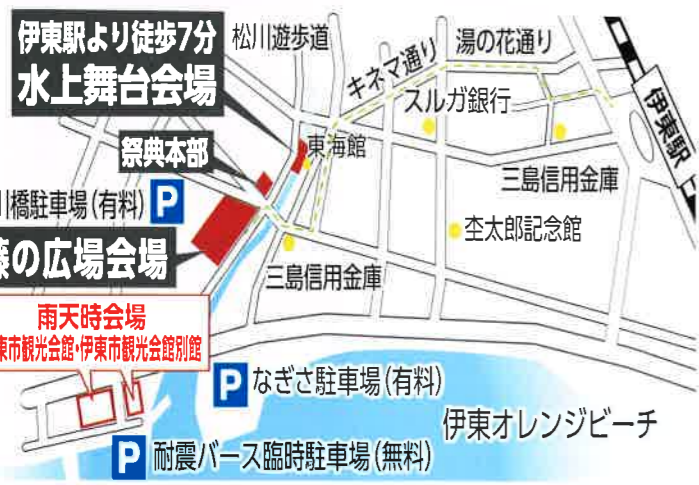 伊東駅より徒歩7分
水上舞台会場
松川遊歩道
キネマ通り
湯の花通り
スルガ銀行
伊東駅
祭典本部
東海館
三島信用金庫
川橋駐車場(有料) P
杢太郎記念館
の広場会場
三島信用金庫
雨天時会場
東市観光会館・伊東市観光会館別館
P なぎさ駐車場(有料)
伊東オレンジビーチ
P 耐震バース臨時駐車場(無料)